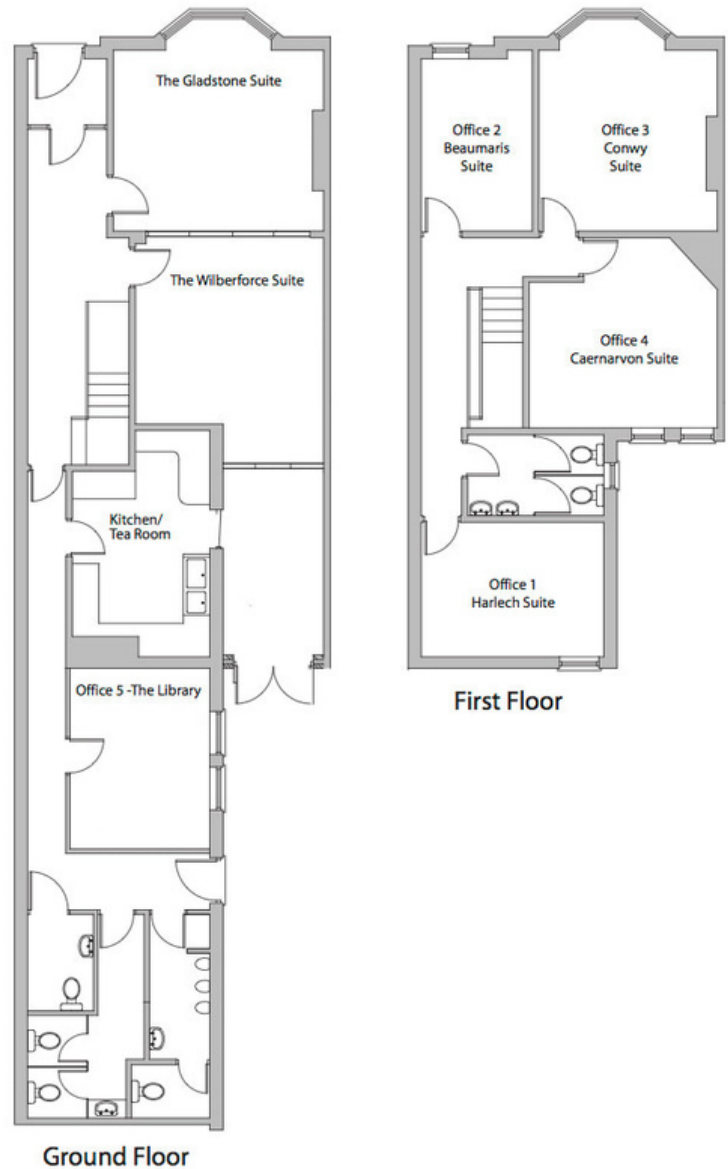 The Gladstone Suite
The Wilberforce Suite
Kitchen/
Tea Room
Office 5 -The Library
Ground Floor
Office 2
Beaumaris
Suite
Office 3
Conwy
Suite
Office 4
Caernarvon Suite
Office 1
Harlech Suite
First Floor